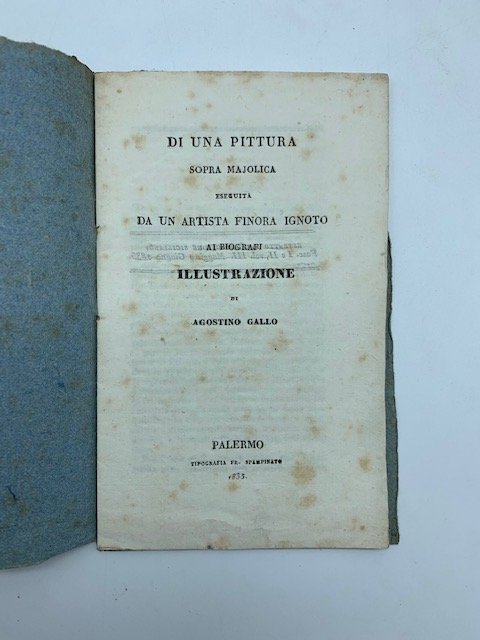 DI UNA PITTURA
SOPRA MAJOLICA
ESEGUITA
DA UN ARTISTA FINORA IGNOTO
AI BIOGRAFI
ILLUSTRAZIONE
DI
AGOSTINO GALLO
PALERMO
TIPOGRAFIA FR. SPAMPINATO
1833.